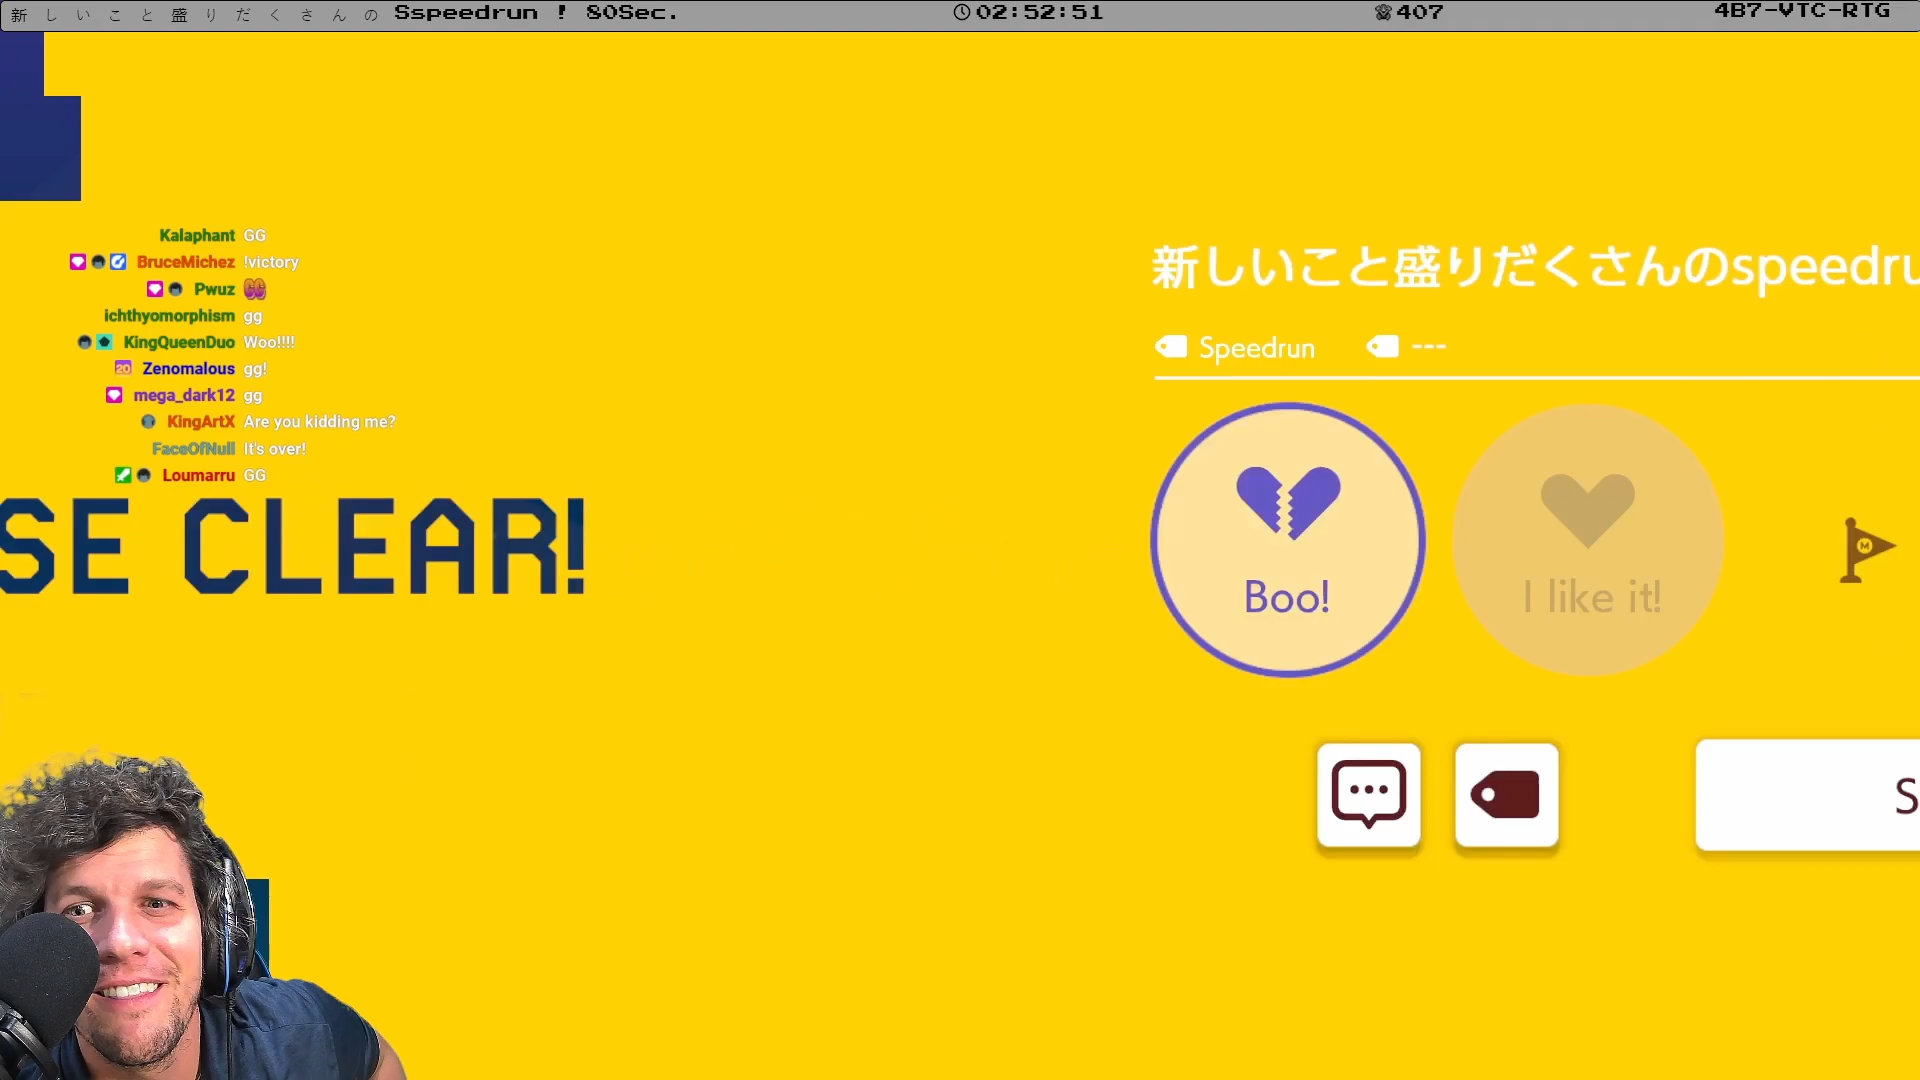 新しいこと盛りだくさんのSspeedrun ! 80Sec.
02:52:51
407
4B7-VTC-RTG
Kalaphant GG
BruceMichez !victory
Pwuz GG
ichthyomorphism gg
KingQueenDuo Woo!!!!
20 Zenomalous gg!
mega_dark12 gg
KingArtX Are you kidding me?
FaceOfNull It's over!
Loumarru GG
SE CLEAR!
新しいこと盛りだくさんのspeedru
Speedrun ---
Boo!
I like it!
M
S